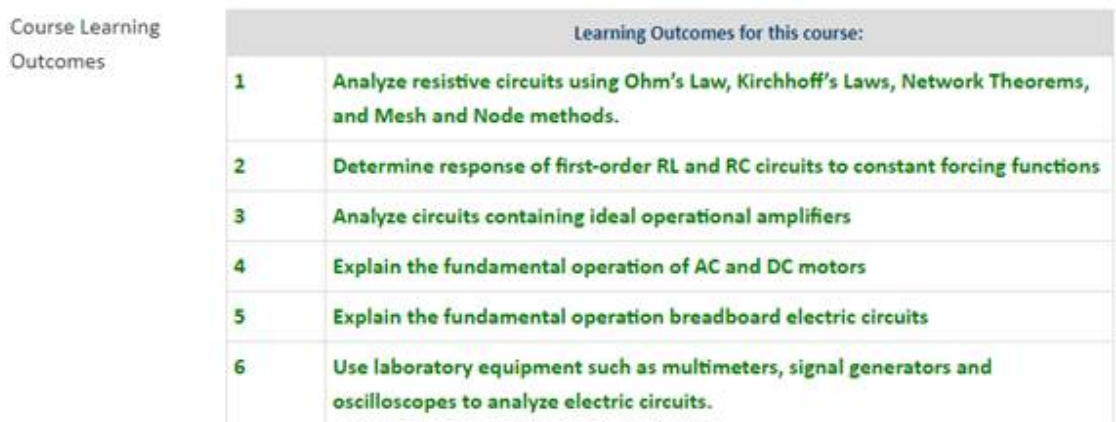 Course Learning
Outcomes
Learning Outcomes for this course:
1 Analyze resistive circuits using Ohm’s Law, Kirchhoff’s Laws, Network Theorems,
and Mesh and Node methods.
2 Determine response of first-order RL and RC circuits to constant forcing functions
3 Analyze circuits containing ideal operational amplifiers
4 Explain the fundamental operation of AC and DC motors
5 Explain the fundamental operation breadboard electric circuits
6 Use laboratory equipment such as multimeters, signal generators and
oscilloscopes to analyze electric circuits.